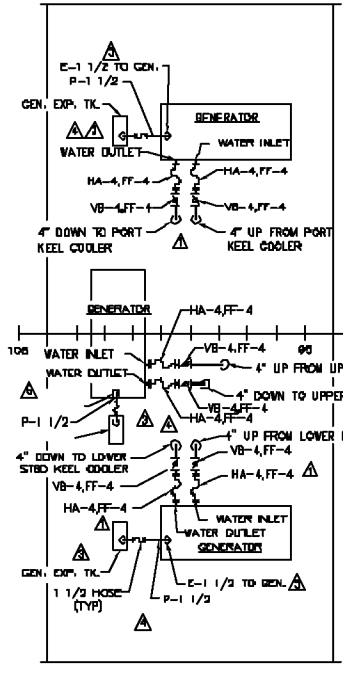 E-1 1/2 TO GEN.
P-1 1/2
GEN. EXP. TK.
GENERATOR
WATER OUTLET
WATER INLET
HA-4,FF-4
HA-4,FF-4
VB-4,FF-4
VB-4,FF-4
4" DOWN TO PORT
KEEL COOLER
4" UP FROM PORT
KEEL COOLER
GENERATOR
HA-4,FF-4
105
95
WATER INLET
VB-4,FF-4
4" UP FROM UP
WATER OUTLET
4" DOWN TO UPPER
VB-4,FF-4
HA-4,FF-4
P-1 1/2
4" DOWN TO LOWER
STBD KEEL COOLER
4" UP FROM LOWER
VB-4,FF-4
VB-4,FF-4
HA-4,FF-4
HA-4,FF-4
WATER INLET
WATER OUTLET
GENERATOR
GEN. EXP. TK.
1 1/2 HOSE
(TYP)
E-1 1/2 TO GEN.
P-1 1/2